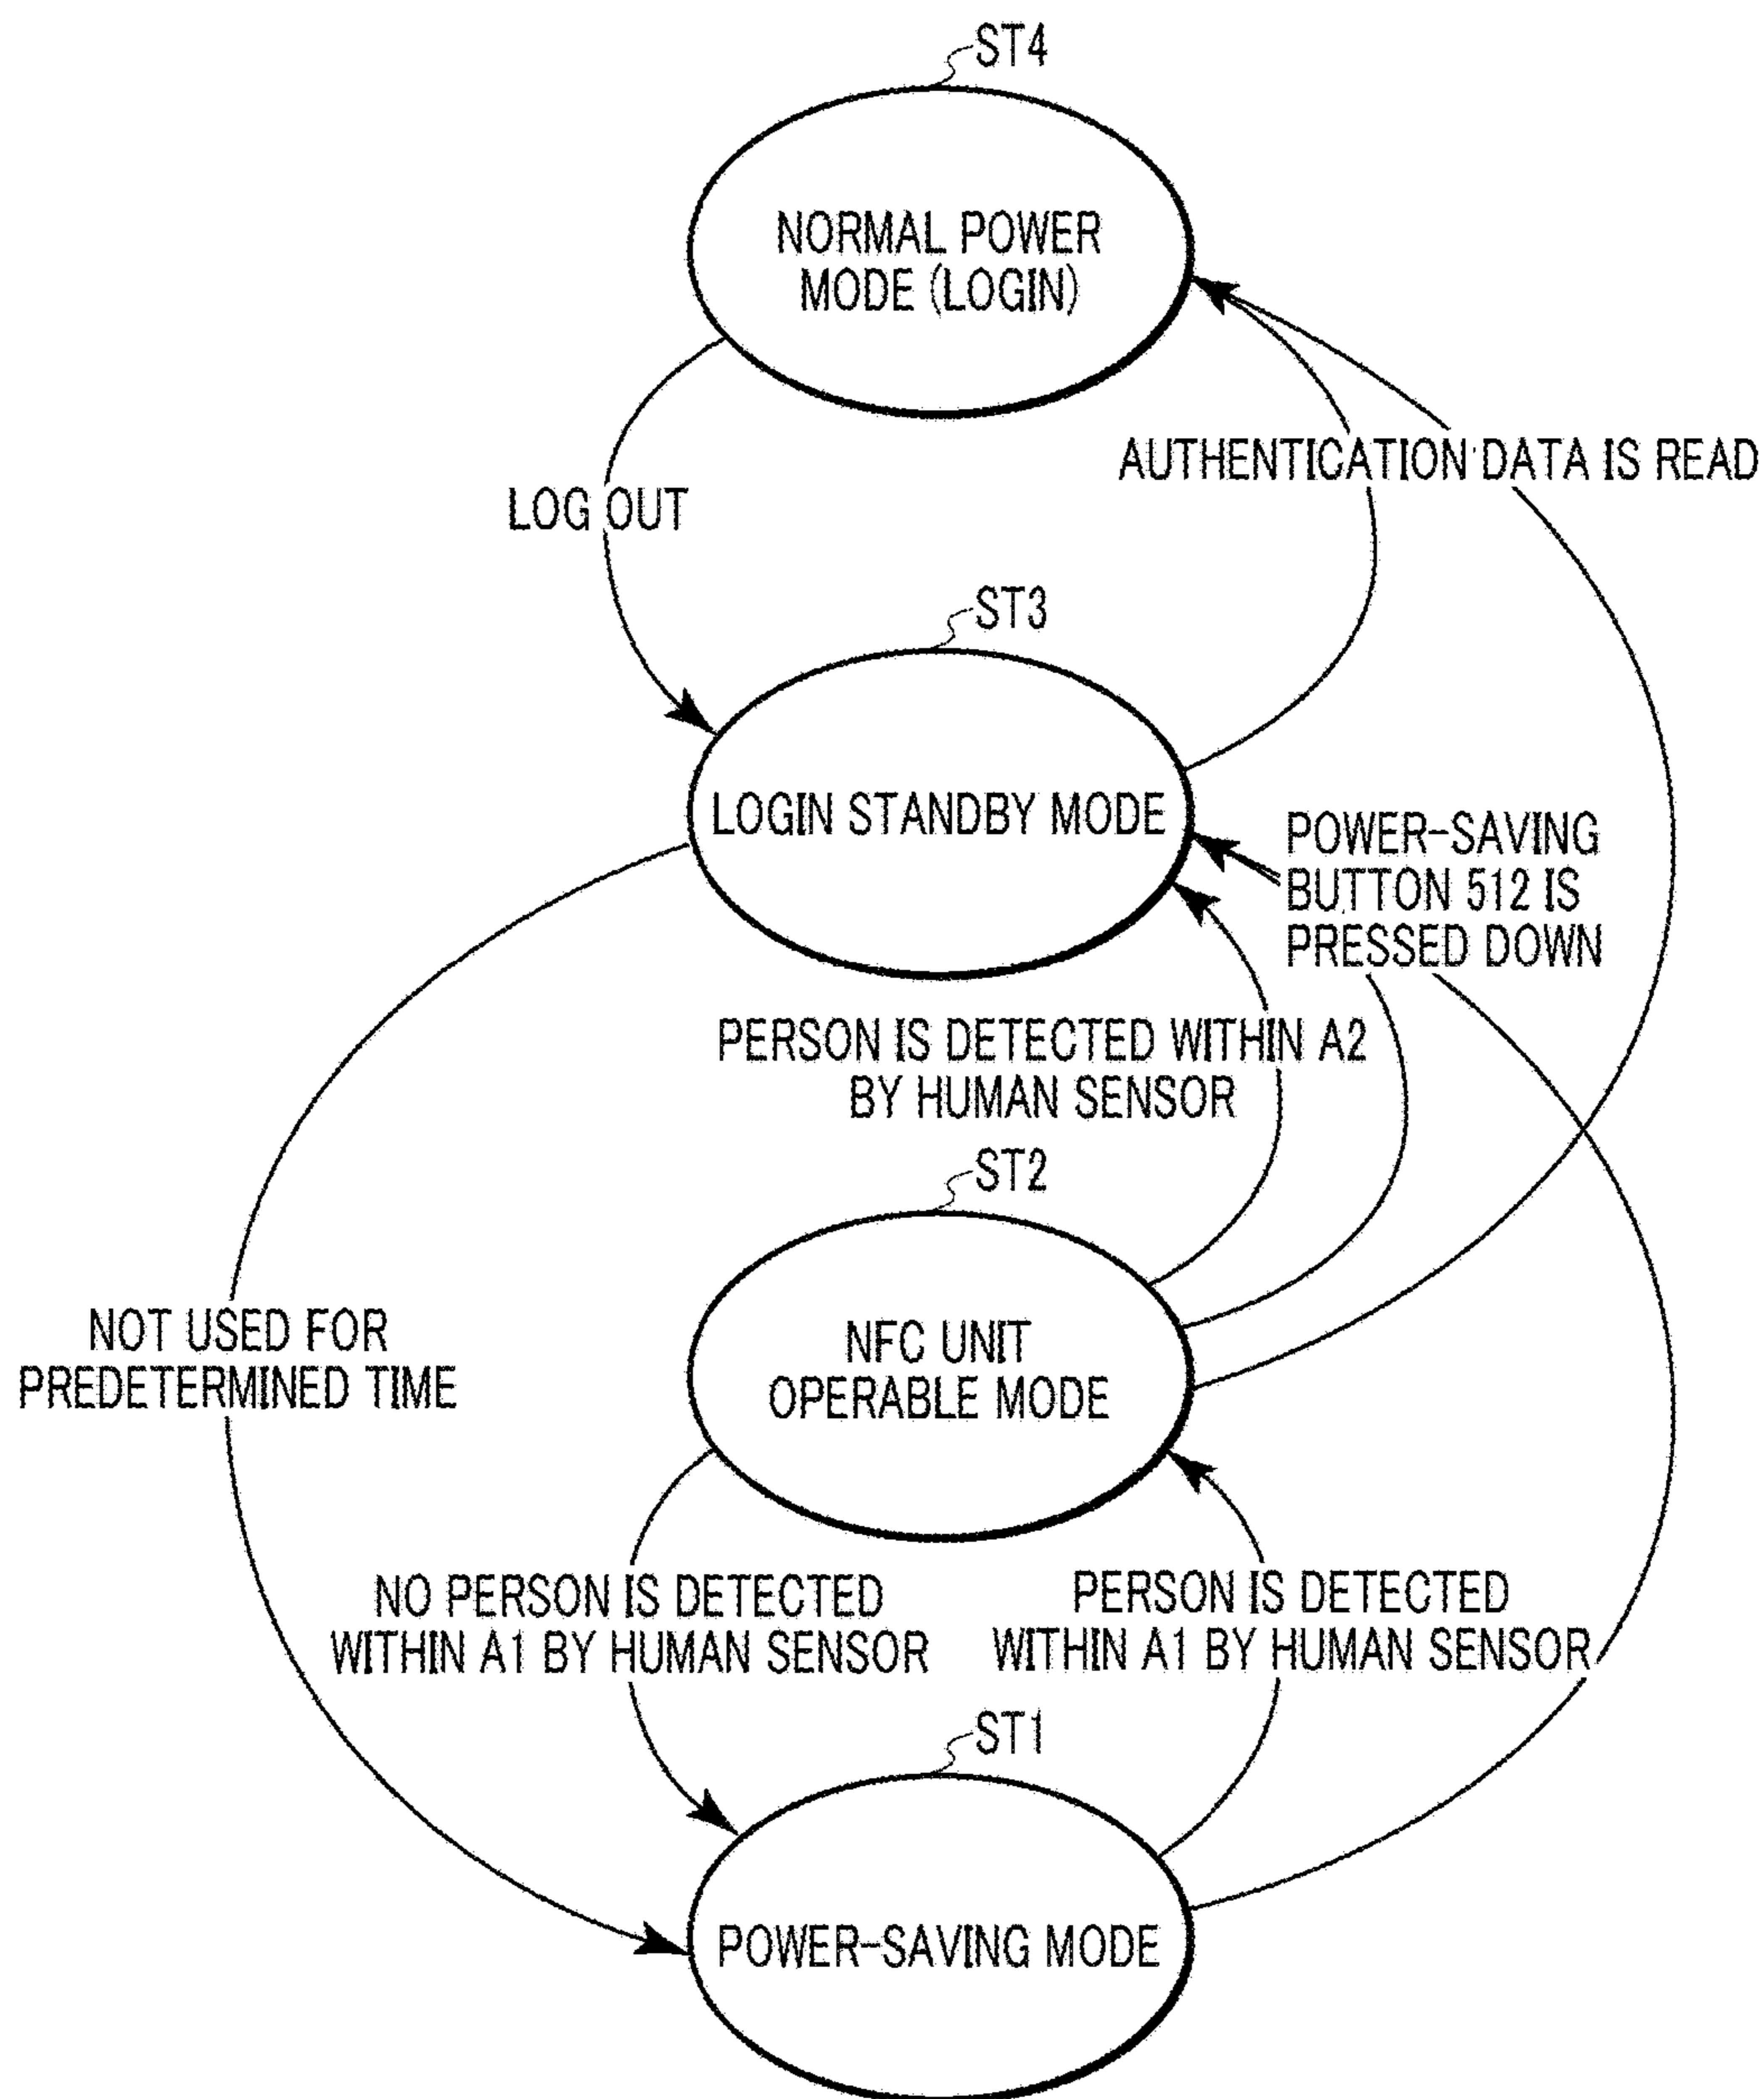 ST4
NORMAL POWER
MODE (LOGIN)
AUTHENTICATION DATA IS READ
LOG OUT
ST3
LOGIN STANDBY MODE
POWER-SAVING
BUTTON 512 IS
PRESSED DOWN
PERSON IS DETECTED WITHIN A2
BY HUMAN SENSOR
ST2
NFC UNIT
OPERABLE MODE
NOT USED FOR
PREDETERMINED TIME
NO PERSON IS DETECTED
WITHIN A1 BY HUMAN SENSOR
PERSON IS DETECTED
WITHIN A1 BY HUMAN SENSOR
ST1
POWER-SAVING MODE